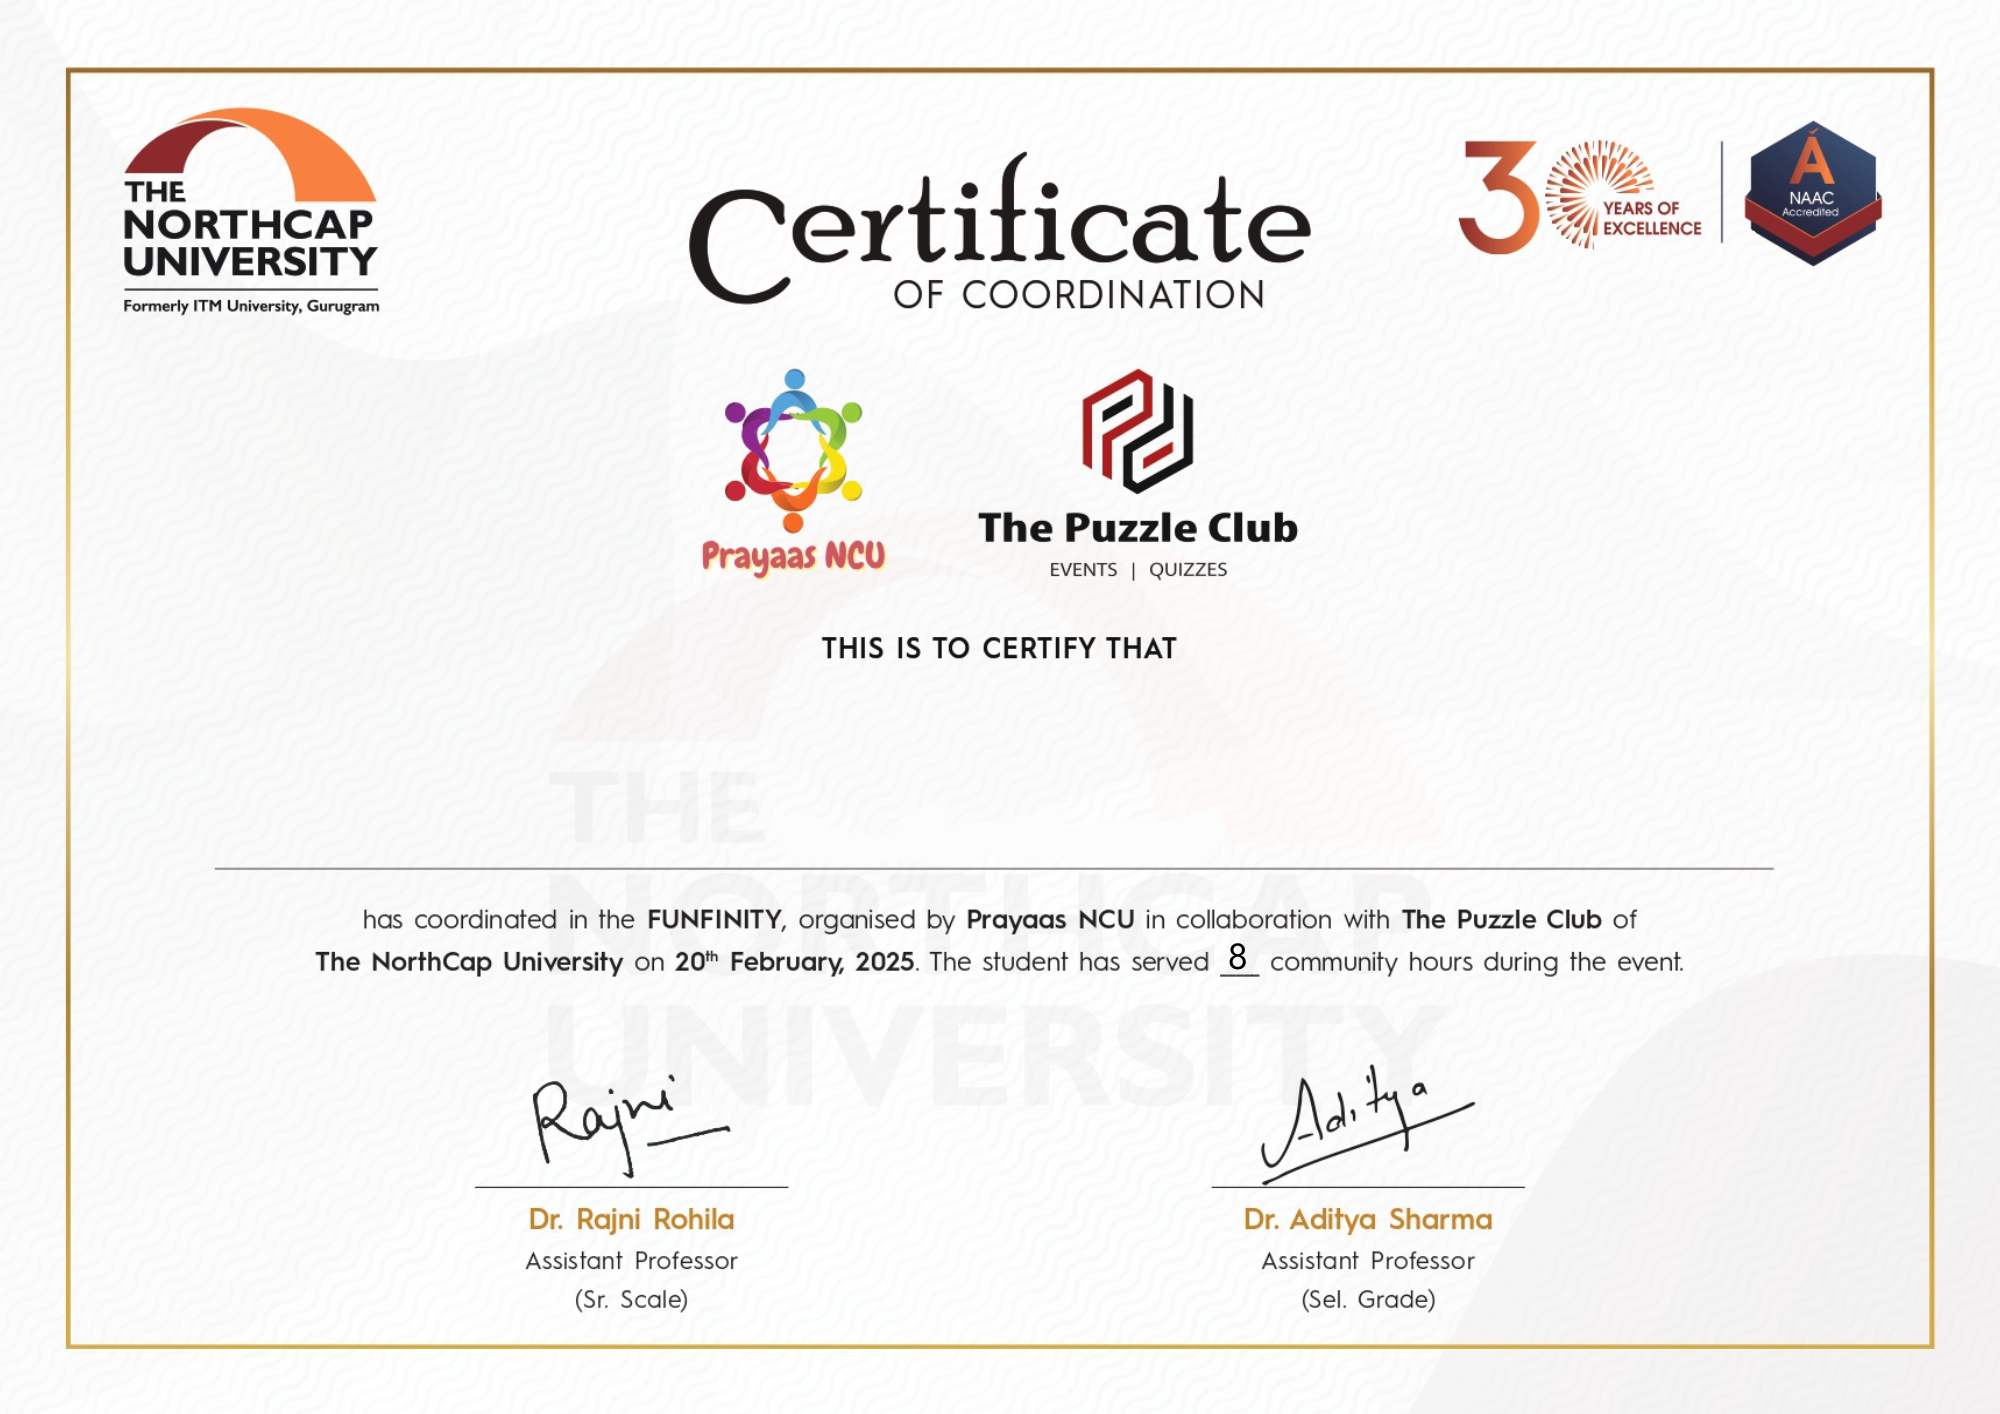 THE
NORTHCAP
UNIVERSITY
Formerly ITM University, Gurugram
Certificate
OF COORDINATION
30
YEARS OF
EXCELLENCE
A
NAAC
Accredited
Prayaas NCU
The Puzzle Club
EVENTS | QUIZZES
THIS IS TO CERTIFY THAT
THE
NORTHCAP
UNIVERSITY
has coordinated in the FUNFINITY, organised by Prayaas NCU in collaboration with The Puzzle Club of
The NorthCap University on 20th February, 2025. The student has served 8 community hours during the event.
Rajni
Aditya
Dr. Rajni Rohila
Assistant Professor
(Sr. Scale)
Dr. Aditya Sharma
Assistant Professor
(Sel. Grade)